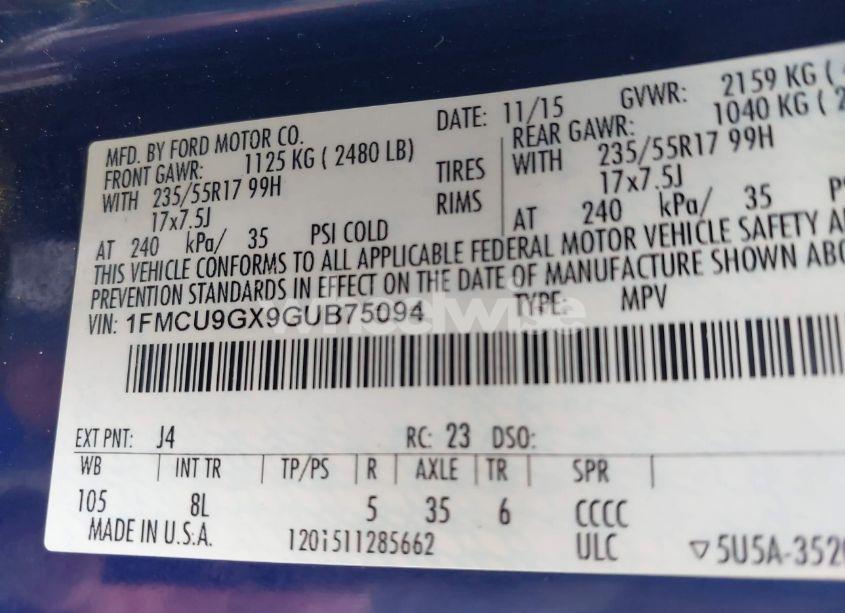 MFD. BY FORD MOTOR CO. DATE: 11/15 GVWR: 2159 KG (
FRONT GAWR: 1125 KG ( 2480 LB) REAR GAWR: 1040 KG ( 2
WITH 235/55R17 99H TIRES WITH 235/55R17 99H
17x7.5J RIMS 17x7.5J
AT 240 kPa/ 35 PSI COLD AT 240 kPa/ 35
THIS VEHICLE CONFORMS TO ALL APPLICABLE FEDERAL MOTOR VEHICLE SAFETY
PREVENTION STANDARDS IN EFFECT ON THE DATE OF MANUFACTURE SHOWN
VIN: 1FMCU9GX9GUB75094 TYPE: MPV
wheelwise
EXT PNT: J4 RC: 23 DSO:
WB INT TR TP/PS R AXLE TR SPR
105 8L 5 35 6 CCCC
MADE IN U.S.A. 1201511285662 ULC ▽5U5A-352